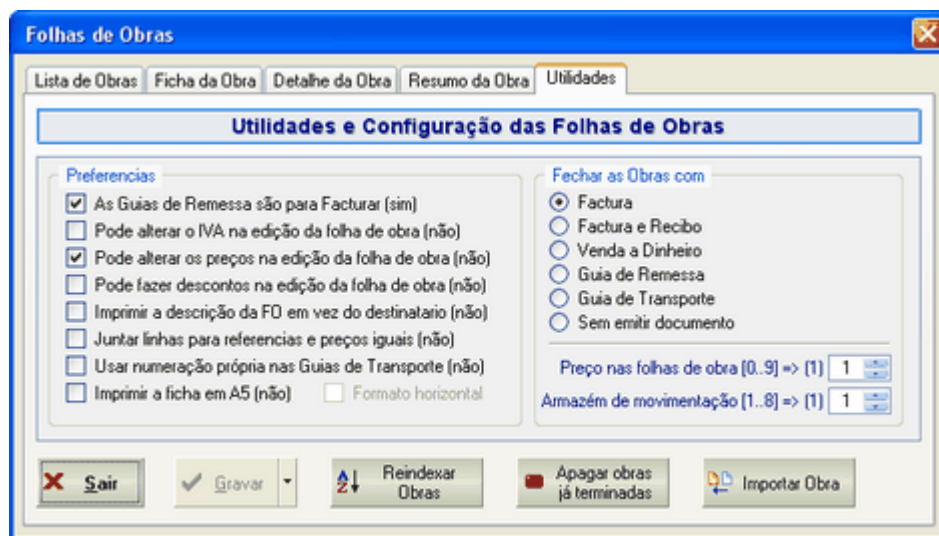 Folhas de Obras
Lista de Obras Ficha da Obra Detalhe da Obra Resumo da Obra Utilidades
Utilidades e Configuração das Folhas de Obras
Preferencias
As Guias de Remessa são para Facturar (sim)
Pode alterar o IVA na edição da folha de obra (não)
Pode alterar os preços na edição da folha de obra (não)
Pode fazer descontos na edição da folha de obra (não)
Imprimir a descrição da FO em vez do destinatario (não)
Juntar linhas para referencias e preços iguais (não)
Usar numeração própria nas Guias de Transporte (não)
Imprimir a ficha em A5 (não) Formato horizontal
Fechar as Obras com
Factura
Factura e Recibo
Venda a Dinheiro
Guia de Remessa
Guia de Transporte
Sem emitir documento
Preço nas folhas de obra [0..9] => (1) 1
Armazém de movimentação [1..8] => (1) 1
Sair
Gravar
Reindexar
Obras
Apagar obras
já terminadas
Importar Obra